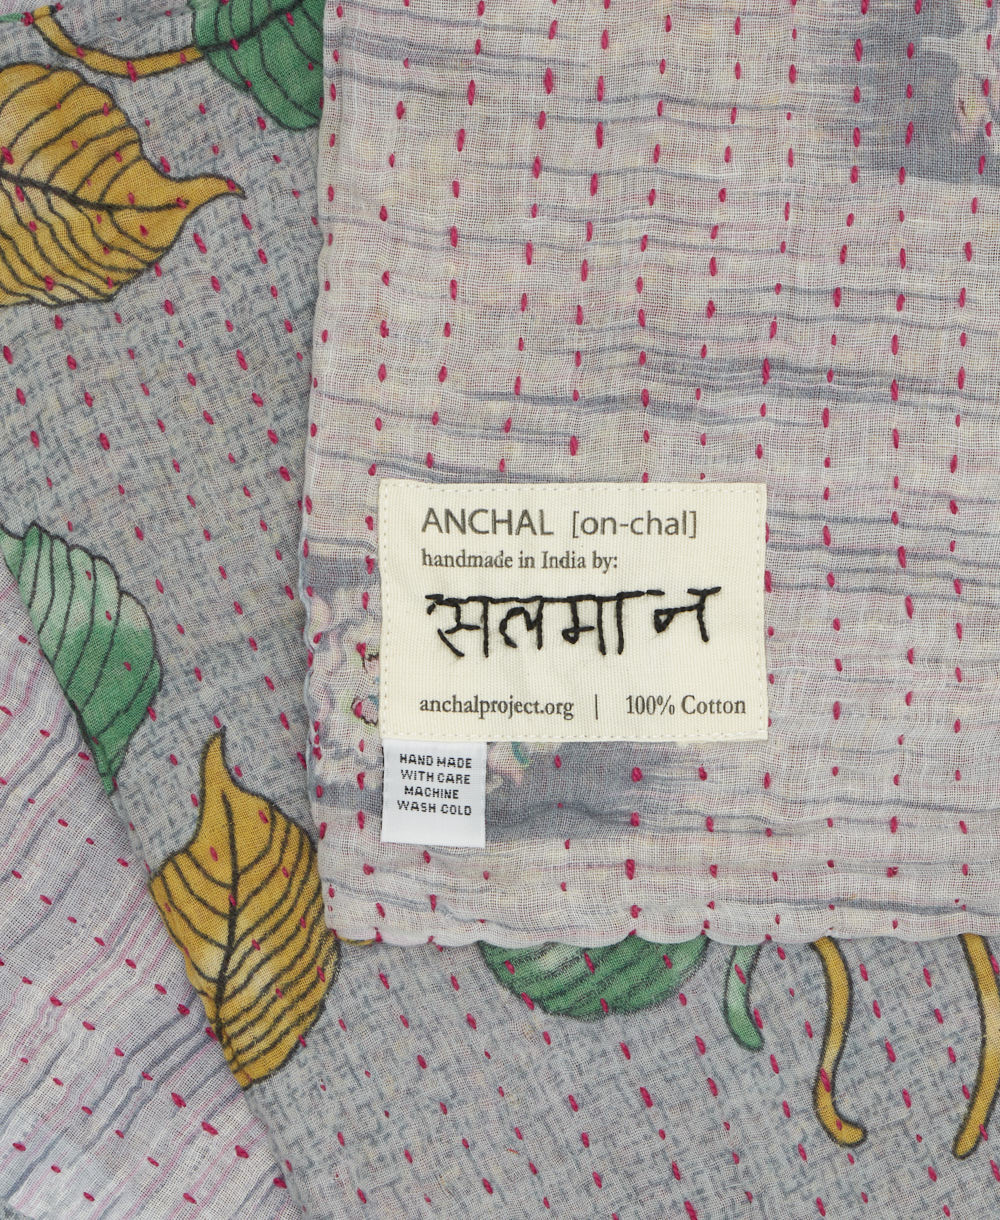 ANCHAL [on-chal]
handmade in India by:
सलमान
anchalproject.org | 100% Cotton
HAND MADE
WITH CARE
MACHINE
WASH COLD